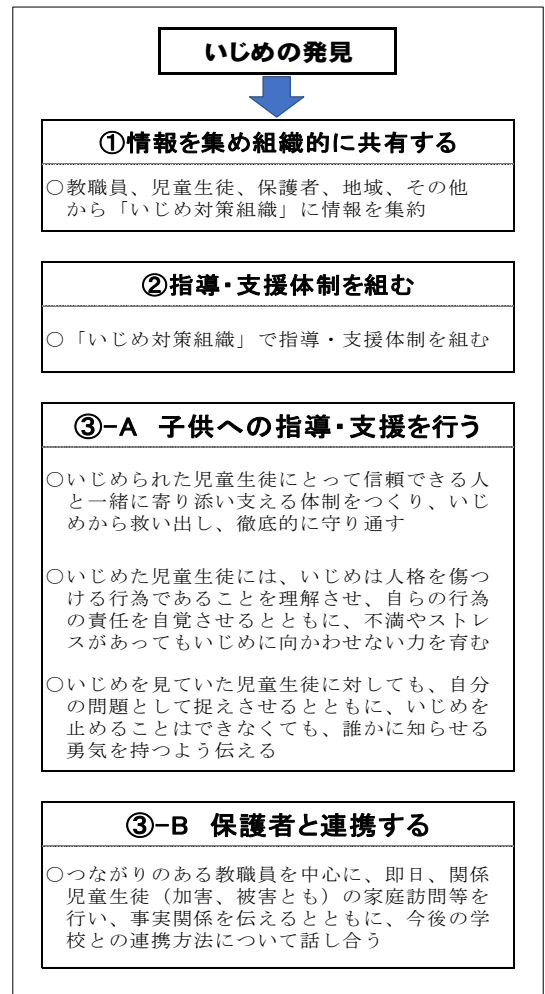 いじめの発見
①情報を集め組織的に共有する
○教職員、児童生徒、保護者、地域、その他
から「いじめ対策組織」に情報を集約
②指導・支援体制を組む
○「いじめ対策組織」で指導・支援体制を組む
③-A 子供への指導・支援を行う
○いじめられた児童生徒にとって信頼できる人
と一緒に寄り添い支える体制をつくり、いじ
めから救い出し、徹底的に守り通す
○いじめた児童生徒には、いじめは人格を傷つ
ける行為であることを理解させ、自らの行為
の責任を自覚させるとともに、不満やストレ
スがあってもいじめに向かわせない力を育む
○いじめを見ていた児童生徒に対しても、自分
の問題として捉えさせるとともに、いじめを
止めることはできなくても、誰かに知らせる
勇気を持つよう伝える
③-B 保護者と連携する
○つながりのある教職員を中心に、即日、関係
児童生徒（加害、被害とも）の家庭訪問等を
行い、事実関係を伝えるとともに、今後の学
校との連携方法について話し合う